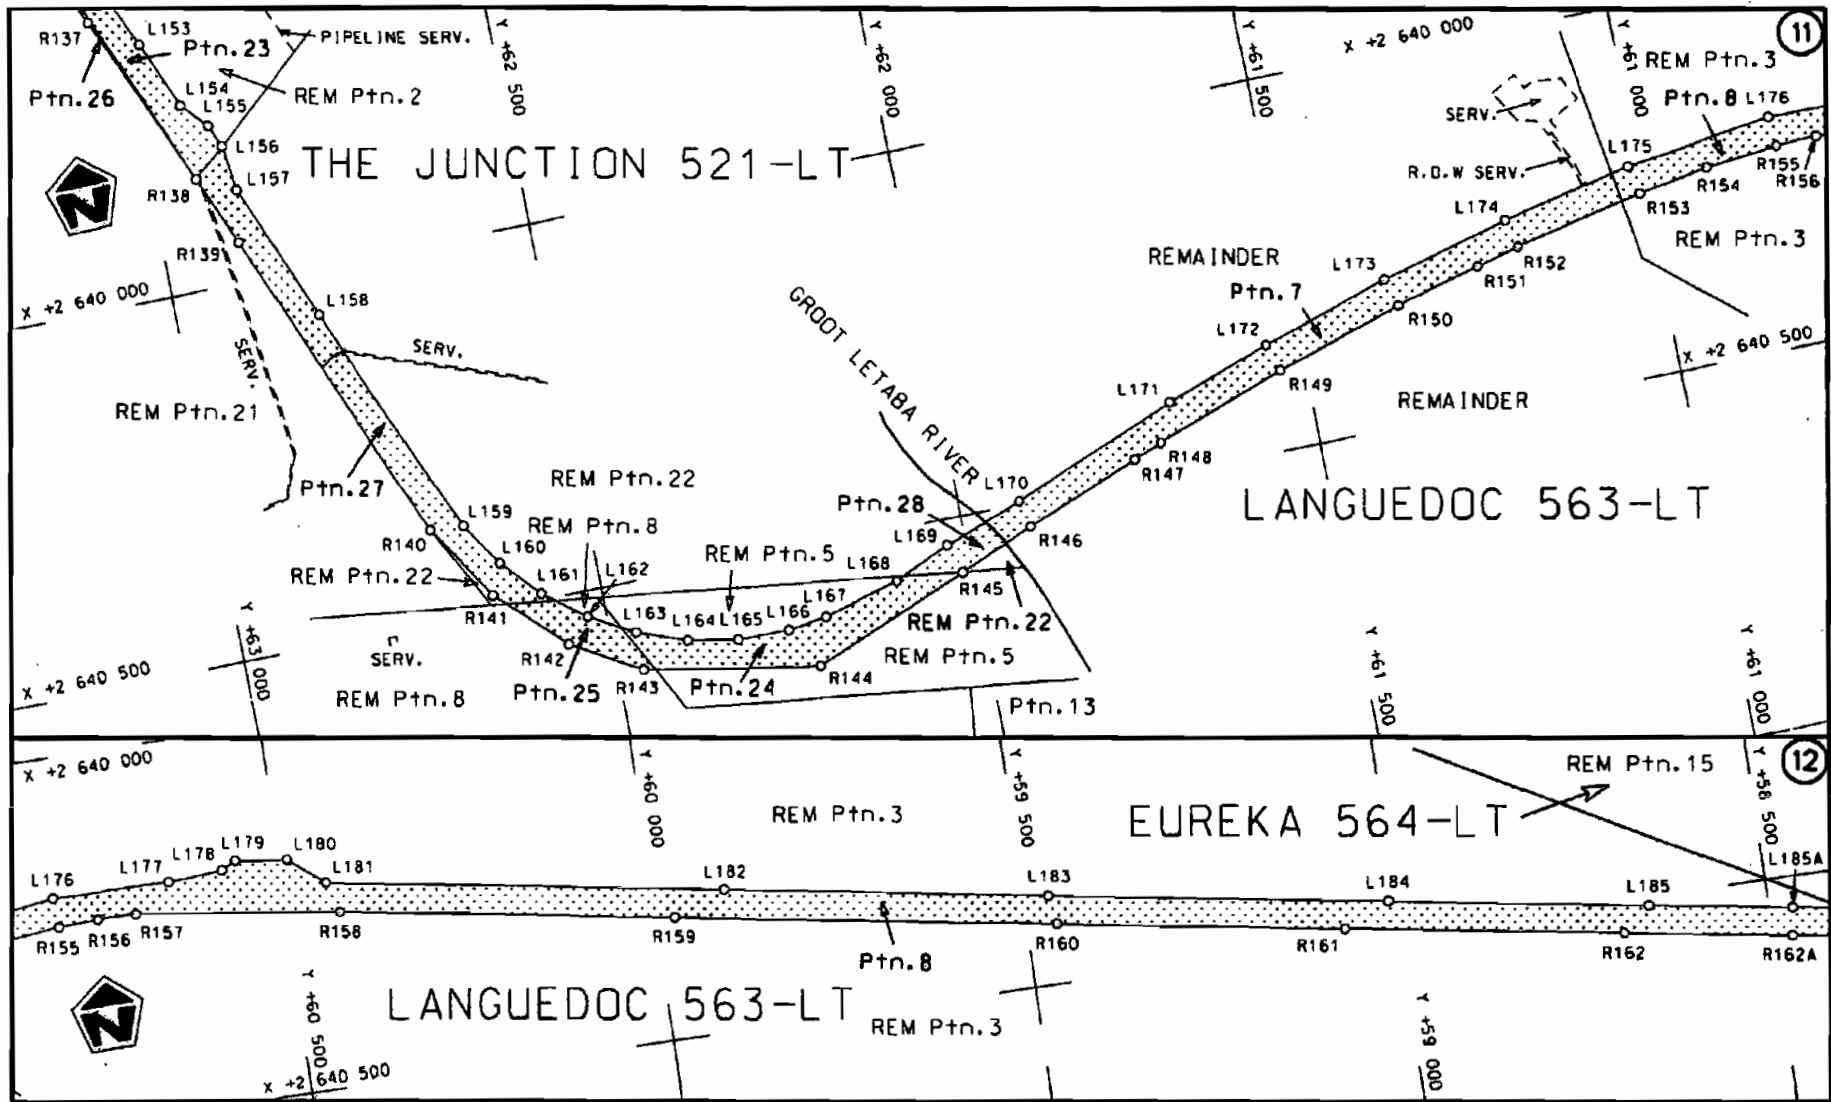 R137
L153
Ptn.23
PIPELINE SERV.
Y +62 500
Y +62 000
Y +61 500
X +2 640 000
Y +61 000
11
Ptn.26
L154
L155
REM Ptn.2
REM Ptn.3
SERV.
Ptn.8
L176
L156
THE JUNCTION 521-LT
L175
R138
L157
R.O.W SERV.
R155
R154
R156
R139
L174
R153
REM Ptn.3
REMAINDER
R152
L173
R151
X +2 640 000
L158
GROOT LETABA RIVER
Ptn.7
R150
L172
SERV.
SERV.
X +2 640 500
R149
REM Ptn.21
L171
REMAINDER
R148
R147
Ptn.27
REM Ptn.22
L170
Ptn.28
LANGUEDOC 563-LT
L159
REM Ptn.8
L169
R146
R140
L160
REM Ptn.5
L168
REM Ptn.22
L161
L162
R145
L163
L164
L165
L166
L167
R141
REM Ptn.22
Y +63 000
SERV.
R142
REM Ptn.5
Y +61 500
Y +61 000
X +2 640 500
REM Ptn.8
Ptn.25
R143
Ptn.24
R144
Ptn.13
X +2 640 000
Y +60 000
Y +59 500
REM Ptn.15
12
Y +58 500
REM Ptn.3
EUREKA 564-LT
L176
L177
L178
L179
L180
L181
L182
L183
L184
L185
L185A
R155
R156
R157
R158
R159
R160
R161
R162
R162A
Ptn.8
LANGUEDOC 563-LT
REM Ptn.3
Y +60 500
Y +59 000
X +2 640 500
N
N